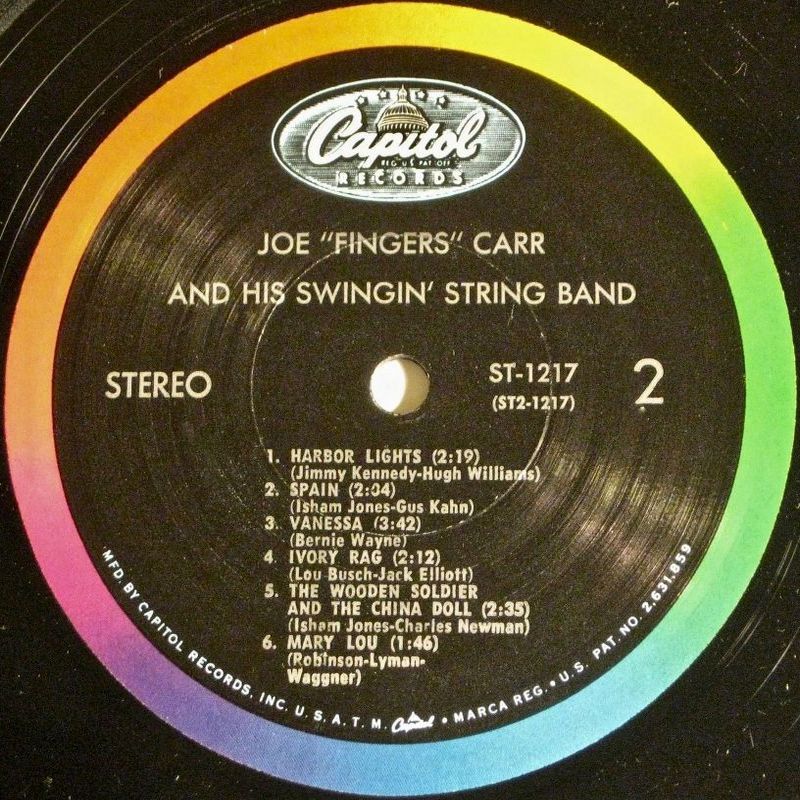 Capitol
REG. U.S. PAT. OFF.
RECORDS
JOE "FINGERS" CARR
AND HIS SWINGIN' STRING BAND
STEREO
ST-1217
(ST2-1217)
2
1. HARBOR LIGHTS (2:19)
(Jimmy Kennedy-Hugh Williams)
2. SPAIN (2:04)
(Isham Jones-Gus Kahn)
3. VANESSA (3:42)
(Bernie Wayne)
4. IVORY RAG (2:12)
(Lou Busch-Jack Elliott)
5. THE WOODEN SOLDIER
AND THE CHINA DOLL (2:35)
(Isham Jones-Charles Newman)
6. MARY LOU (1:46)
(Robinson-Lyman-
Waggner)
MFD. BY CAPITOL RECORDS, INC. U. S. A. T. M. Capitol • MARCA REG. • U. S. PAT. NO. 2,631,859